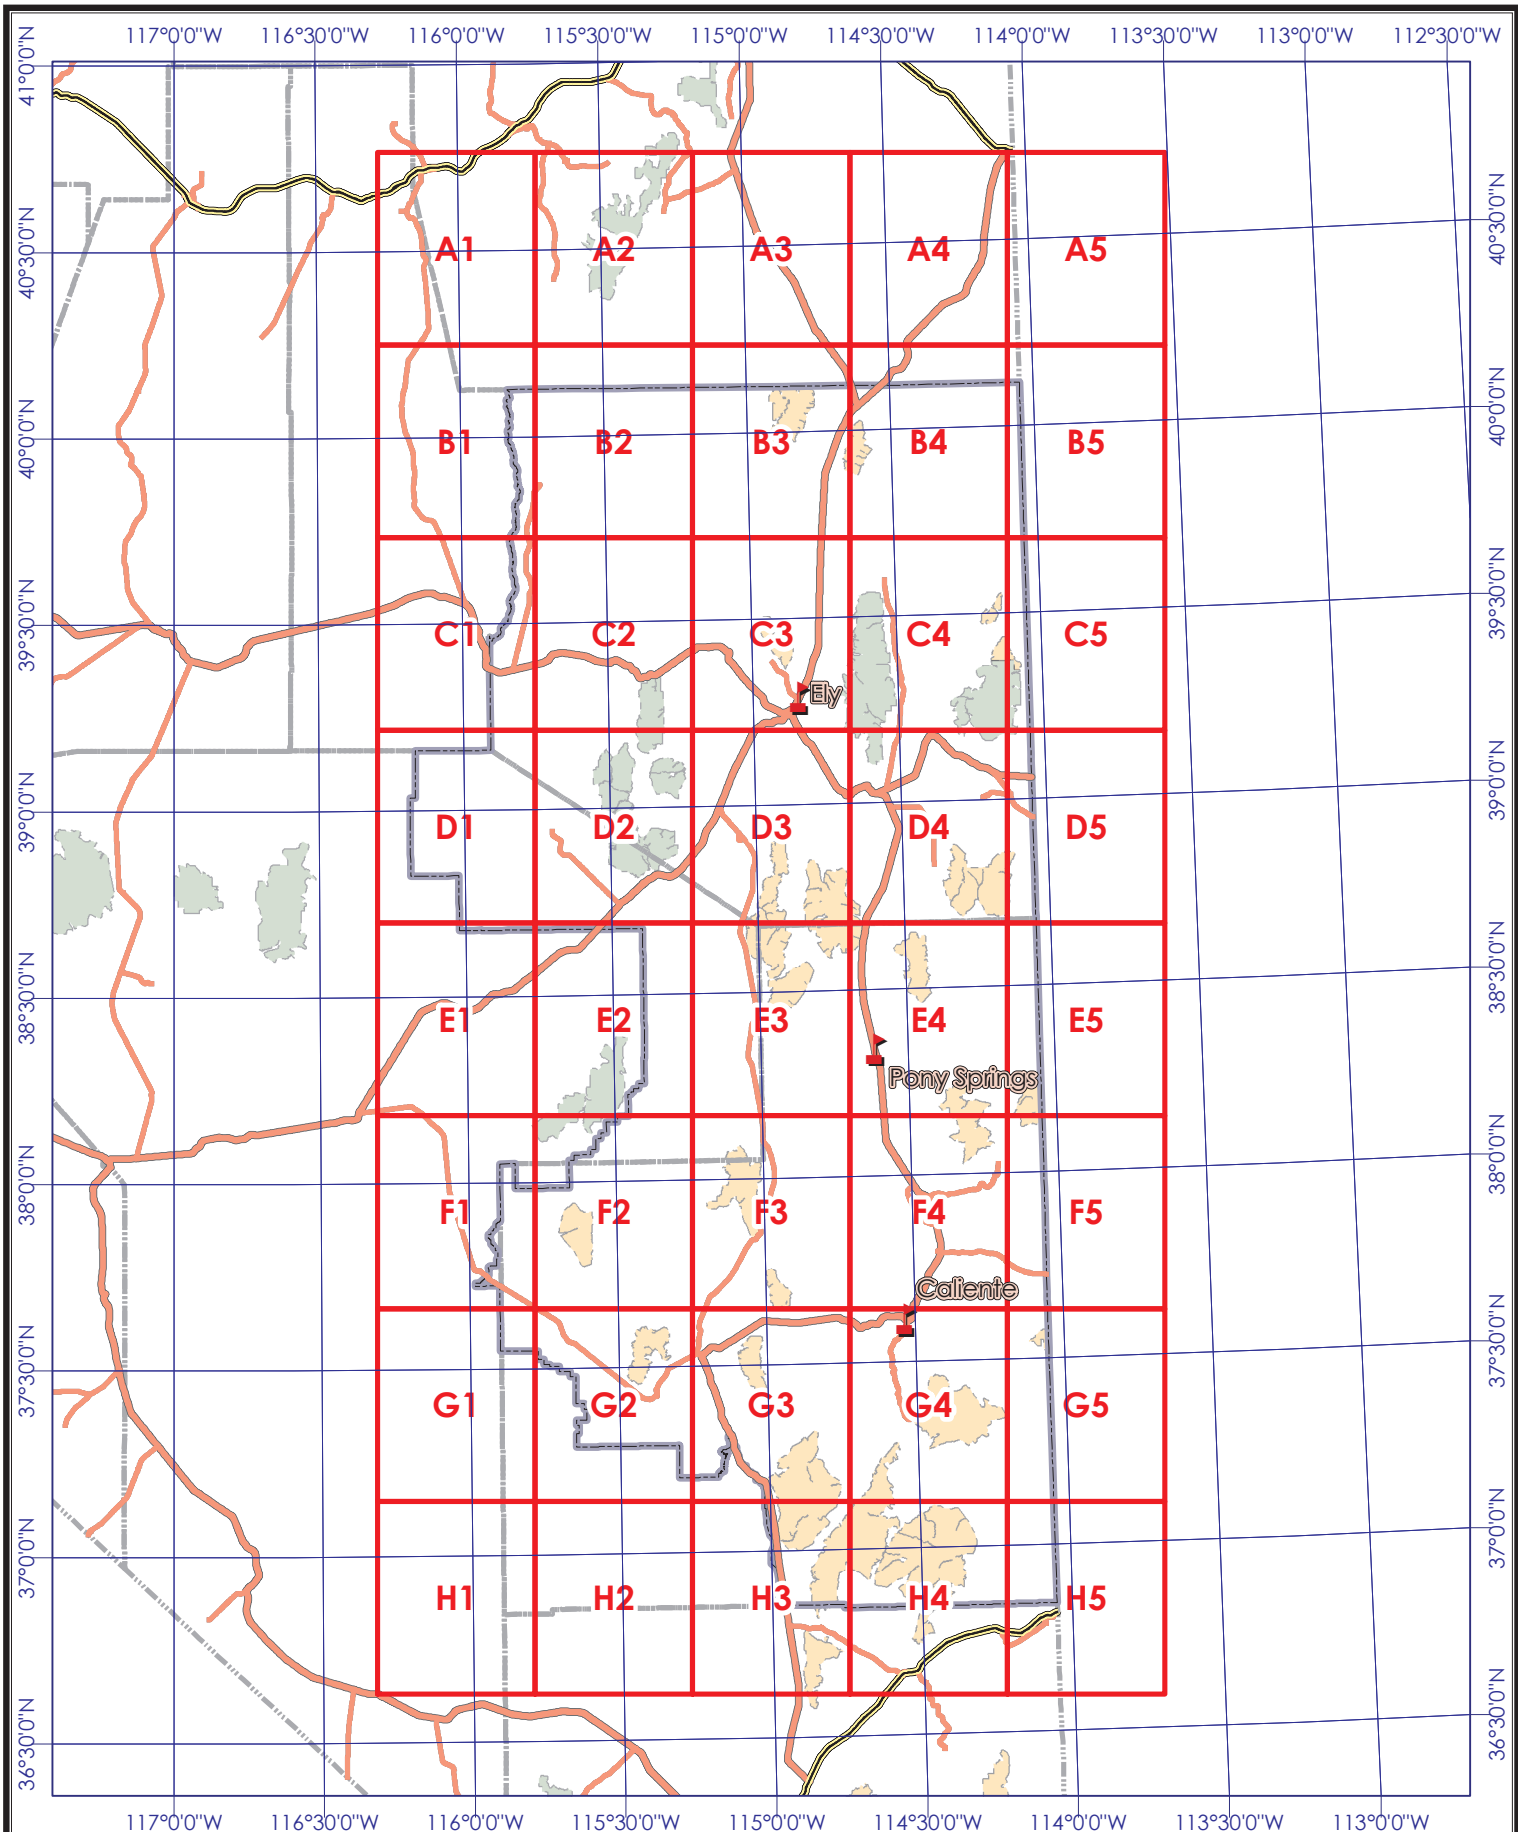 117°0'0"W 116°30'0"W 116°0'0"W 115°30'0"W 115°0'0"W 114°30'0"W 114°0'0"W 113°30'0"W 113°0'0"W 112°30'0"W
41°0'0"N
40°30'0"N 40°30'0"N
A1 A2 A3 A4 A5
40°0'0"N 40°0'0"N
B1 B2 B3 B4 B5
39°30'0"N 39°30'0"N
C1 C2 C3 C4 C5
Ely
39°0'0"N 39°0'0"N
D1 D2 D3 D4 D5
38°30'0"N 38°30'0"N
E1 E2 E3 E4 E5
Pony Springs
38°0'0"N 38°0'0"N
F1 F2 F3 F4 F5
Caliente
37°30'0"N 37°30'0"N
G1 G2 G3 G4 G5
37°0'0"N 37°0'0"N
H1 H2 H3 H4 H5
36°30'0"N 36°30'0"N
117°0'0"W 116°30'0"W 116°0'0"W 115°30'0"W 115°0'0"W 114°30'0"W 114°0'0"W 113°30'0"W 113°0'0"W